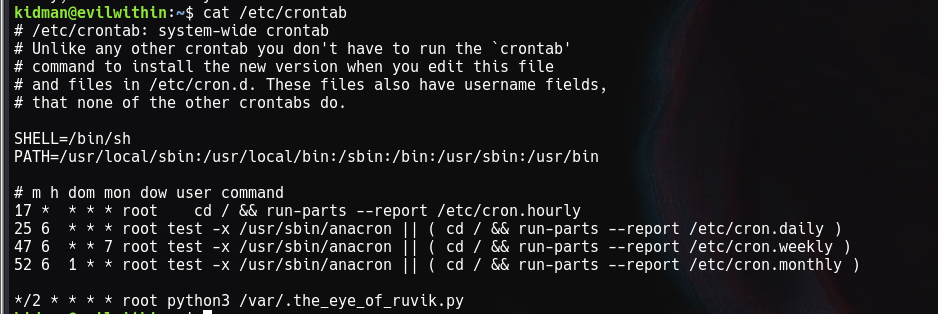 kidman@evilwithin:~$ cat /etc/crontab
# /etc/crontab: system-wide crontab
# Unlike any other crontab you don't have to run the `crontab'
# command to install the new version when you edit this file
# and files in /etc/cron.d. These files also have username fields,
# that none of the other crontabs do.

SHELL=/bin/sh
PATH=/usr/local/sbin:/usr/local/bin:/sbin:/bin:/usr/sbin:/usr/bin

# m h dom mon dow user command
17 *  * * * root    cd / && run-parts --report /etc/cron.hourly
25 6  * * * root test -x /usr/sbin/anacron || ( cd / && run-parts --report /etc/cron.daily )
47 6  * * 7 root test -x /usr/sbin/anacron || ( cd / && run-parts --report /etc/cron.weekly )
52 6  1 * * root test -x /usr/sbin/anacron || ( cd / && run-parts --report /etc/cron.monthly )

*/2 * * * * root python3 /var/.the_eye_of_ruvik.py